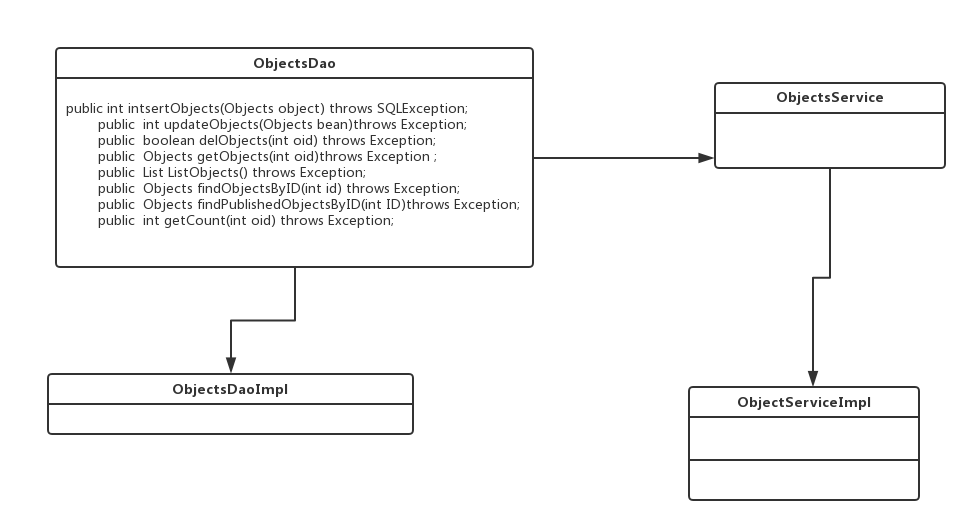 ObjectsDao
public int intsertObjects(Objects object) throws SQLException;
public  int updateObjects(Objects bean)throws Exception;
public  boolean delObjects(int oid) throws Exception;
public  Objects getObjects(int oid)throws Exception ;
public  List ListObjects() throws Exception;
public  Objects findObjectsByID(int id) throws Exception;
public  Objects findPublishedObjectsByID(int ID)throws Exception;
public  int getCount(int oid) throws Exception;
ObjectsService
ObjectsDaoImpl
ObjectServiceImpl